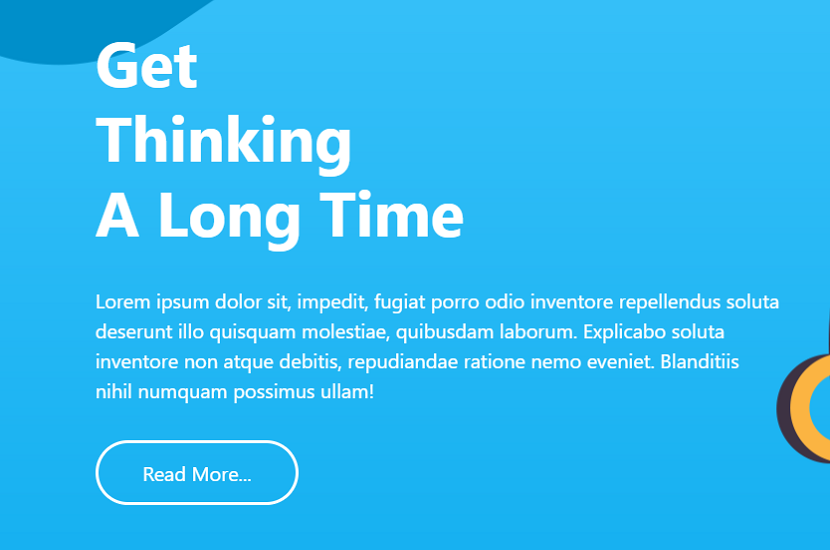 Get
Thinking
A Long Time
Lorem ipsum dolor sit, impedit, fugiat porro odio inventore repellendus soluta
deserunt illo quisquam molestiae, quibusdam laborum. Explicabo soluta
inventore non atque debitis, repudiandae ratione nemo eveniet. Blanditiis
nihil numquam possimus ullam!
Read More...